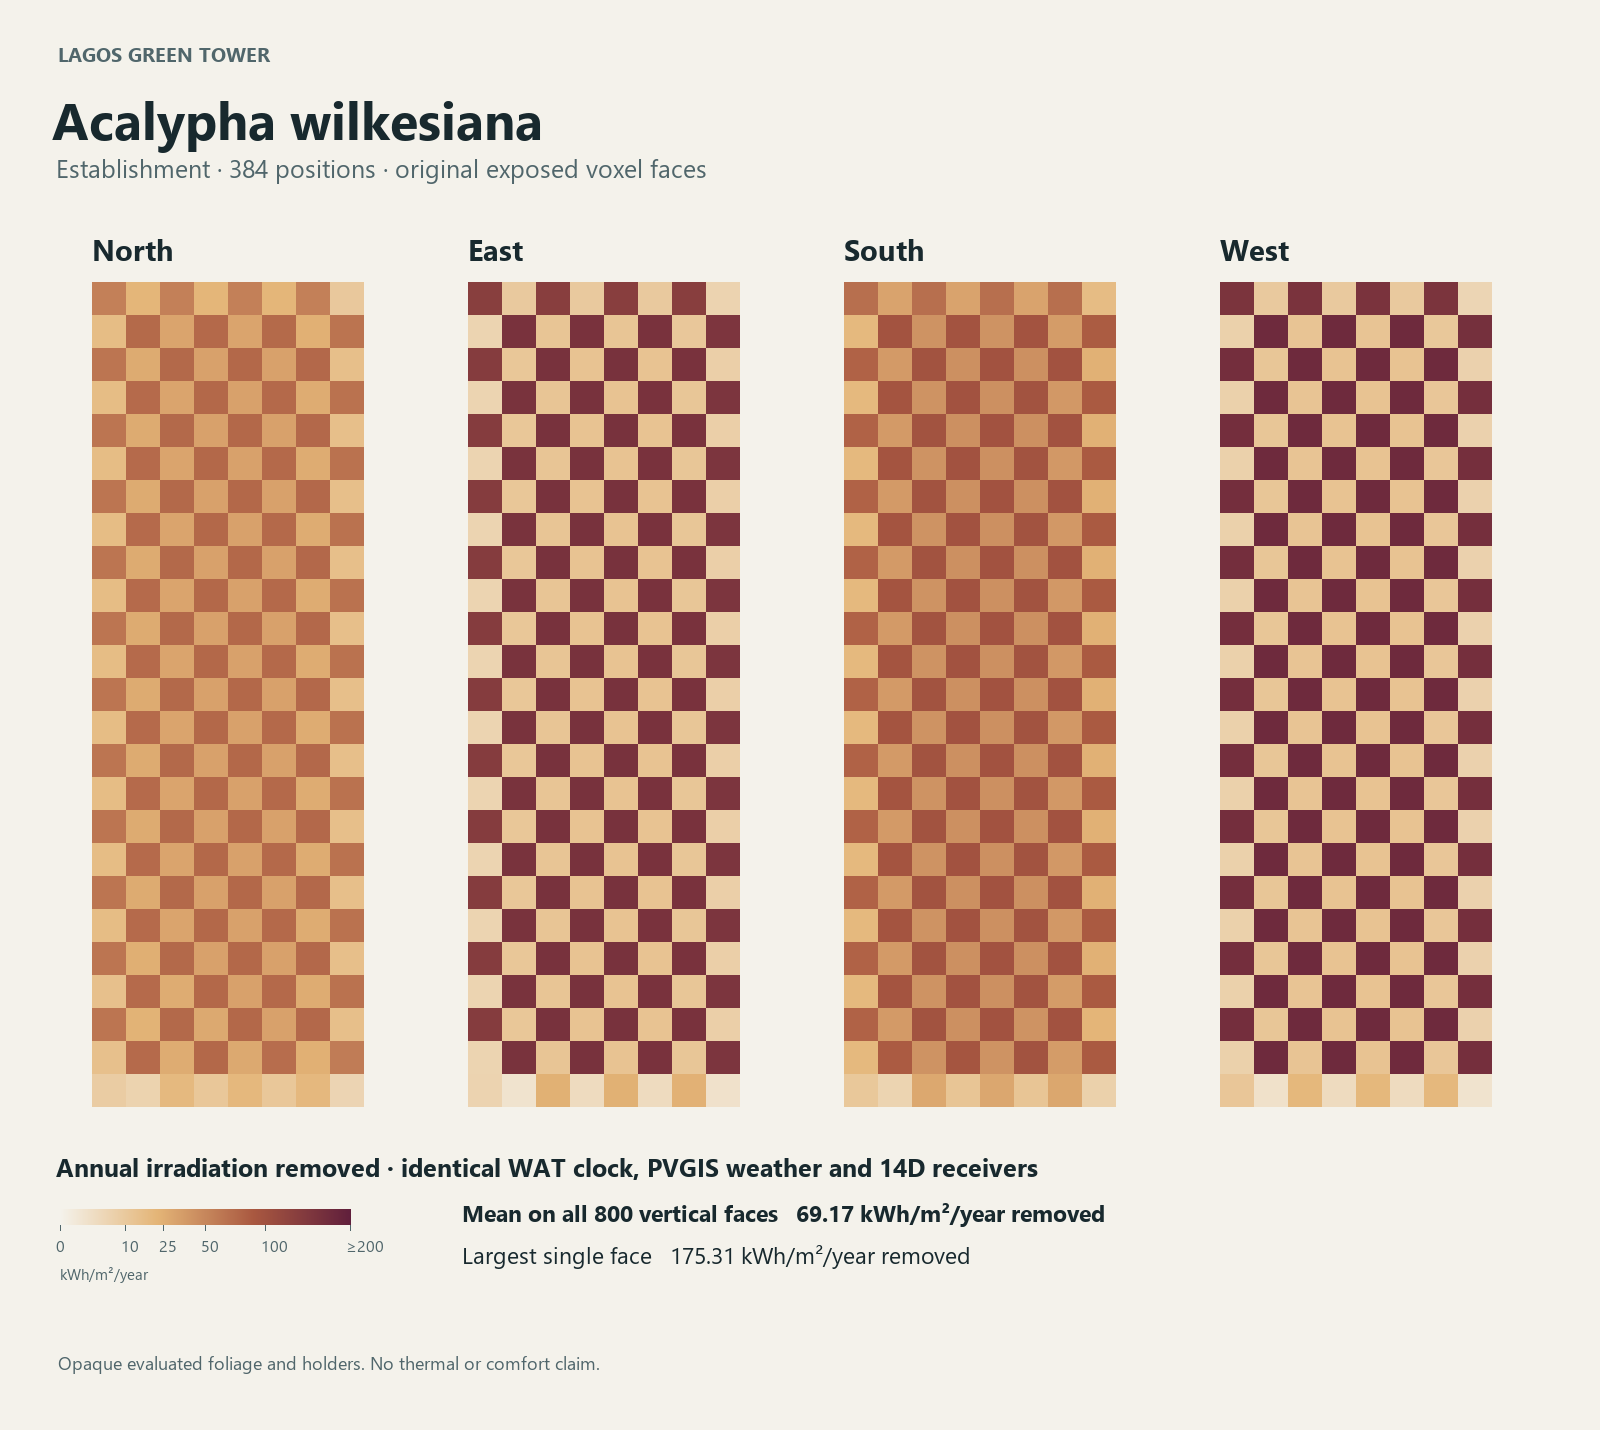 LAGOS GREEN TOWER
Acalypha wilkesiana
Establishment · 384 positions · original exposed voxel faces
North East South West
Annual irradiation removed · identical WAT clock, PVGIS weather and 14D receivers
Mean on all 800 vertical faces 69.17 kWh/m²/year removed
0 10 25 50 100 ≥200
Largest single face 175.31 kWh/m²/year removed
kWh/m²/year
Opaque evaluated foliage and holders. No thermal or comfort claim.